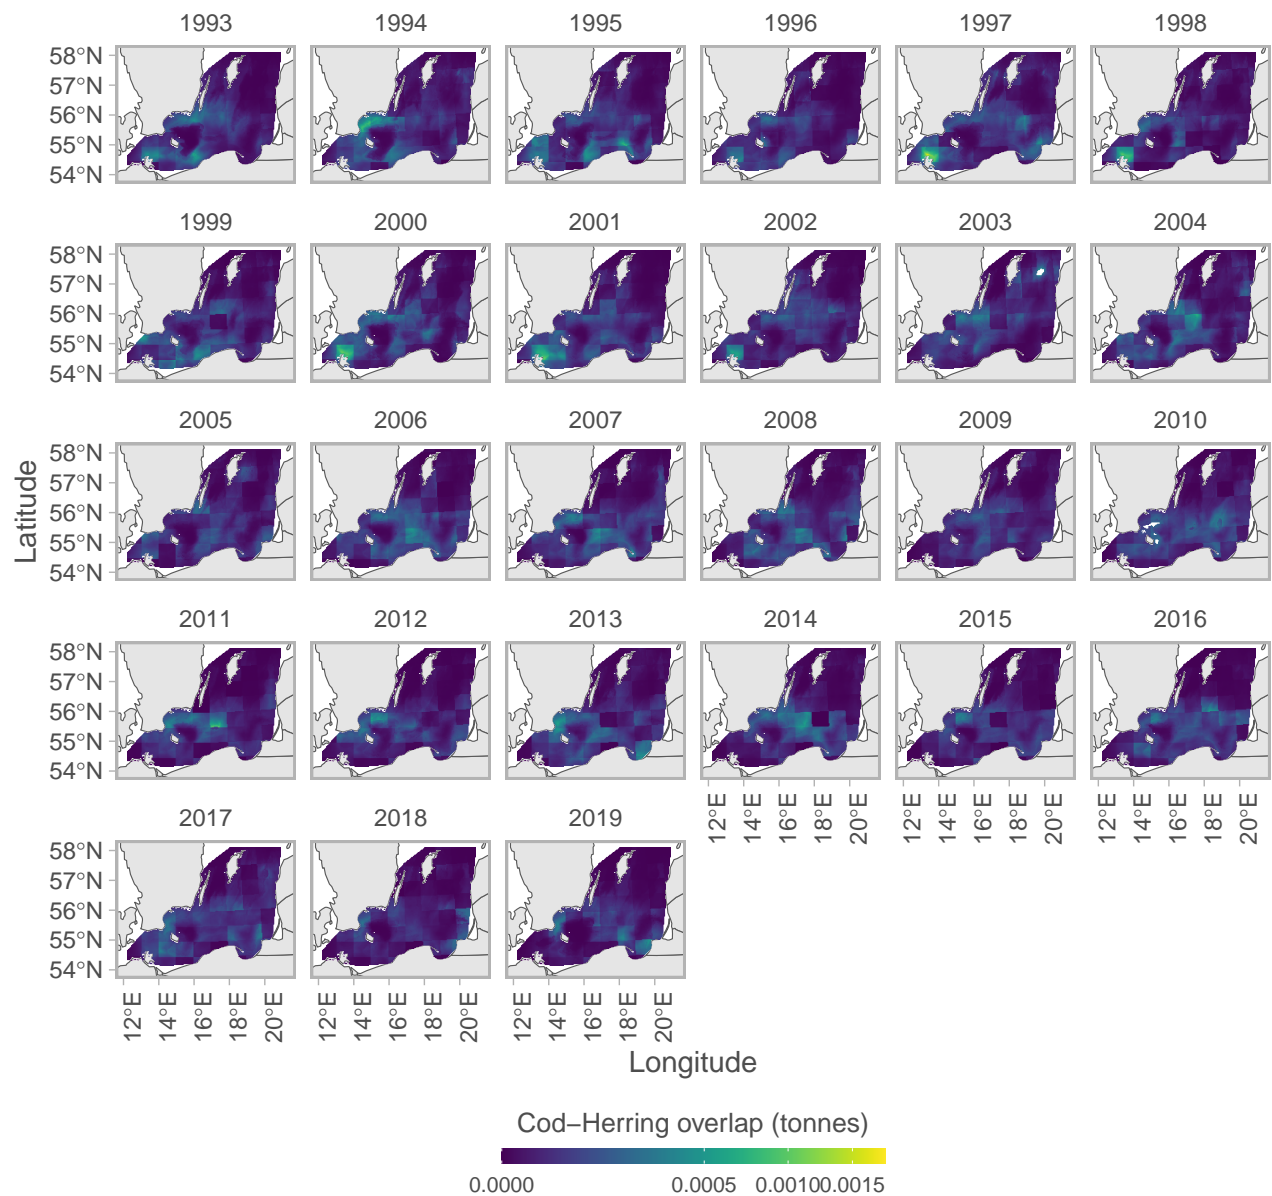 1993 1994 1995 1996 1997 1998
58°N
57°N
56°N
55°N
54°N
1999 2000 2001 2002 2003 2004
58°N
57°N
56°N
55°N
54°N
2005 2006 2007 2008 2009 2010
58°N
57°N
56°N
55°N
54°N
Latitude
2011 2012 2013 2014 2015 2016
58°N
57°N
56°N
55°N
54°N
12°E 14°E 16°E 18°E 20°E 12°E 14°E 16°E 18°E 20°E 12°E 14°E 16°E 18°E 20°E
2017 2018 2019
58°N
57°N
56°N
55°N
54°N
12°E 14°E 16°E 18°E 20°E 12°E 14°E 16°E 18°E 20°E 12°E 14°E 16°E 18°E 20°E
Longitude
Cod−Herring overlap (tonnes)
0.0000 0.0005 0.0010 0.0015